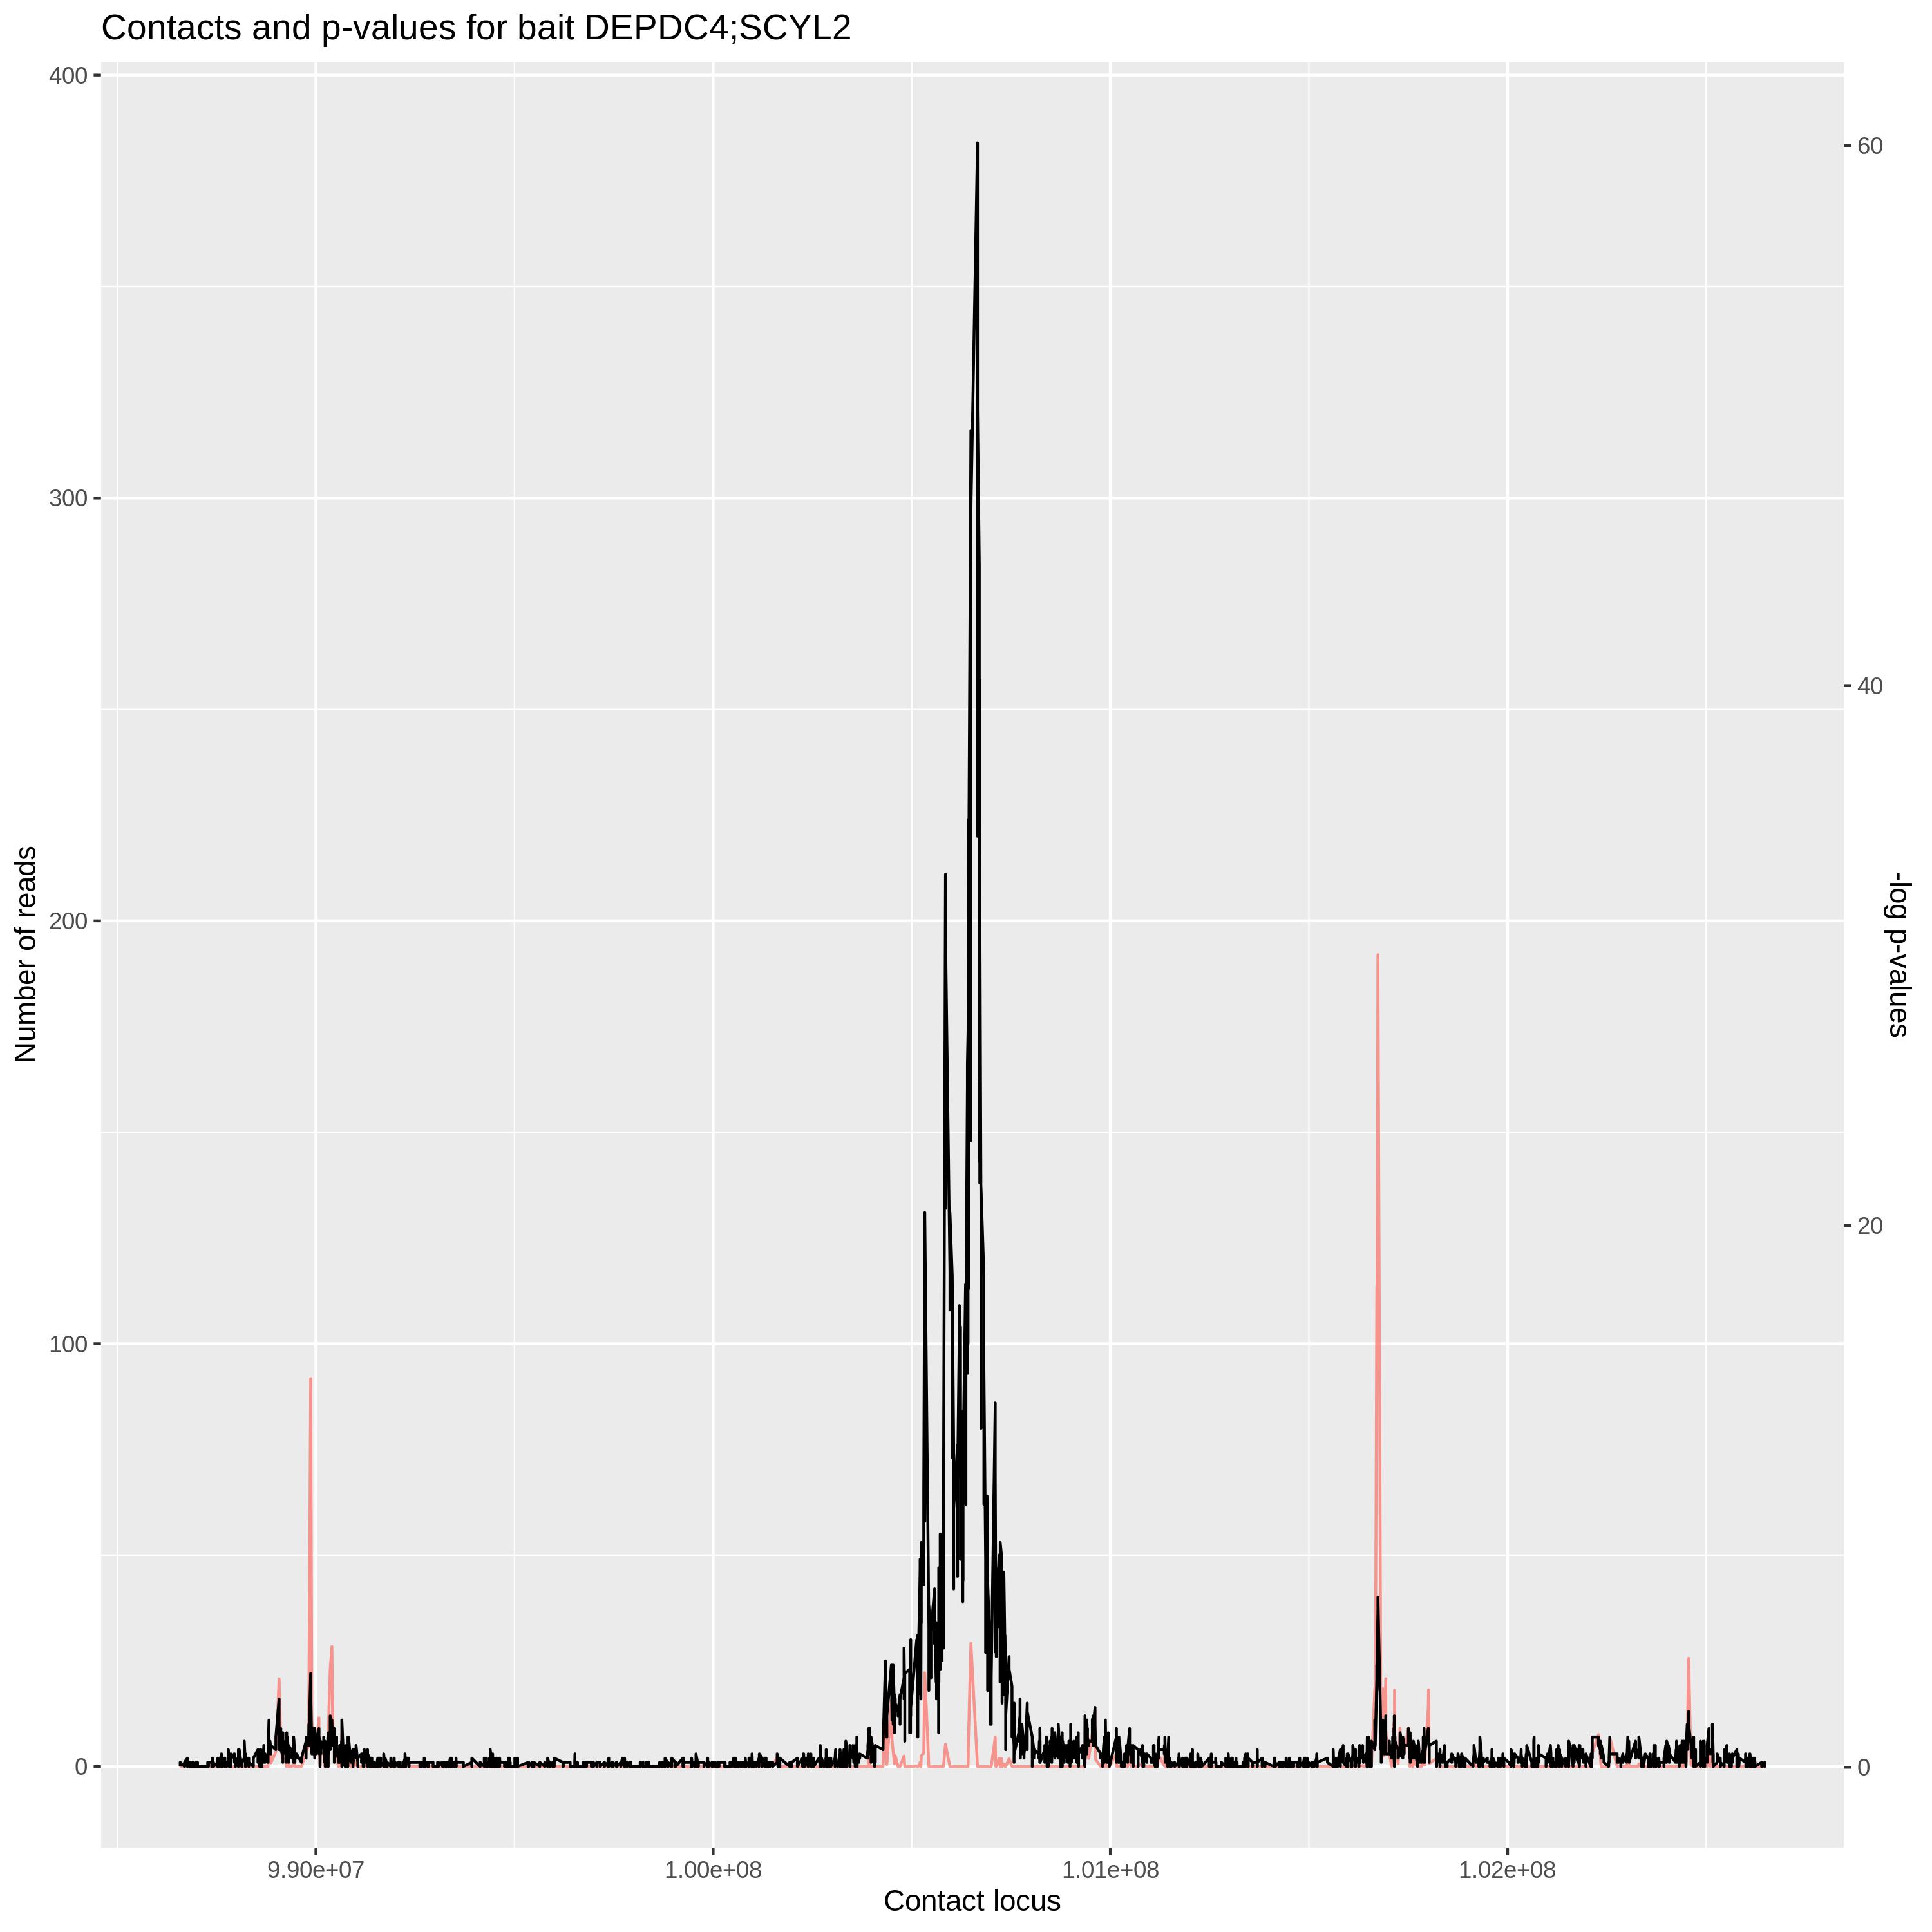 Contacts and p-values for bait DEPDC4;SCYL2
400
300
200
100
0
Number of reads
60
40
20
0
-log p-values
9.90e+07 1.00e+08 1.01e+08 1.02e+08
Contact locus